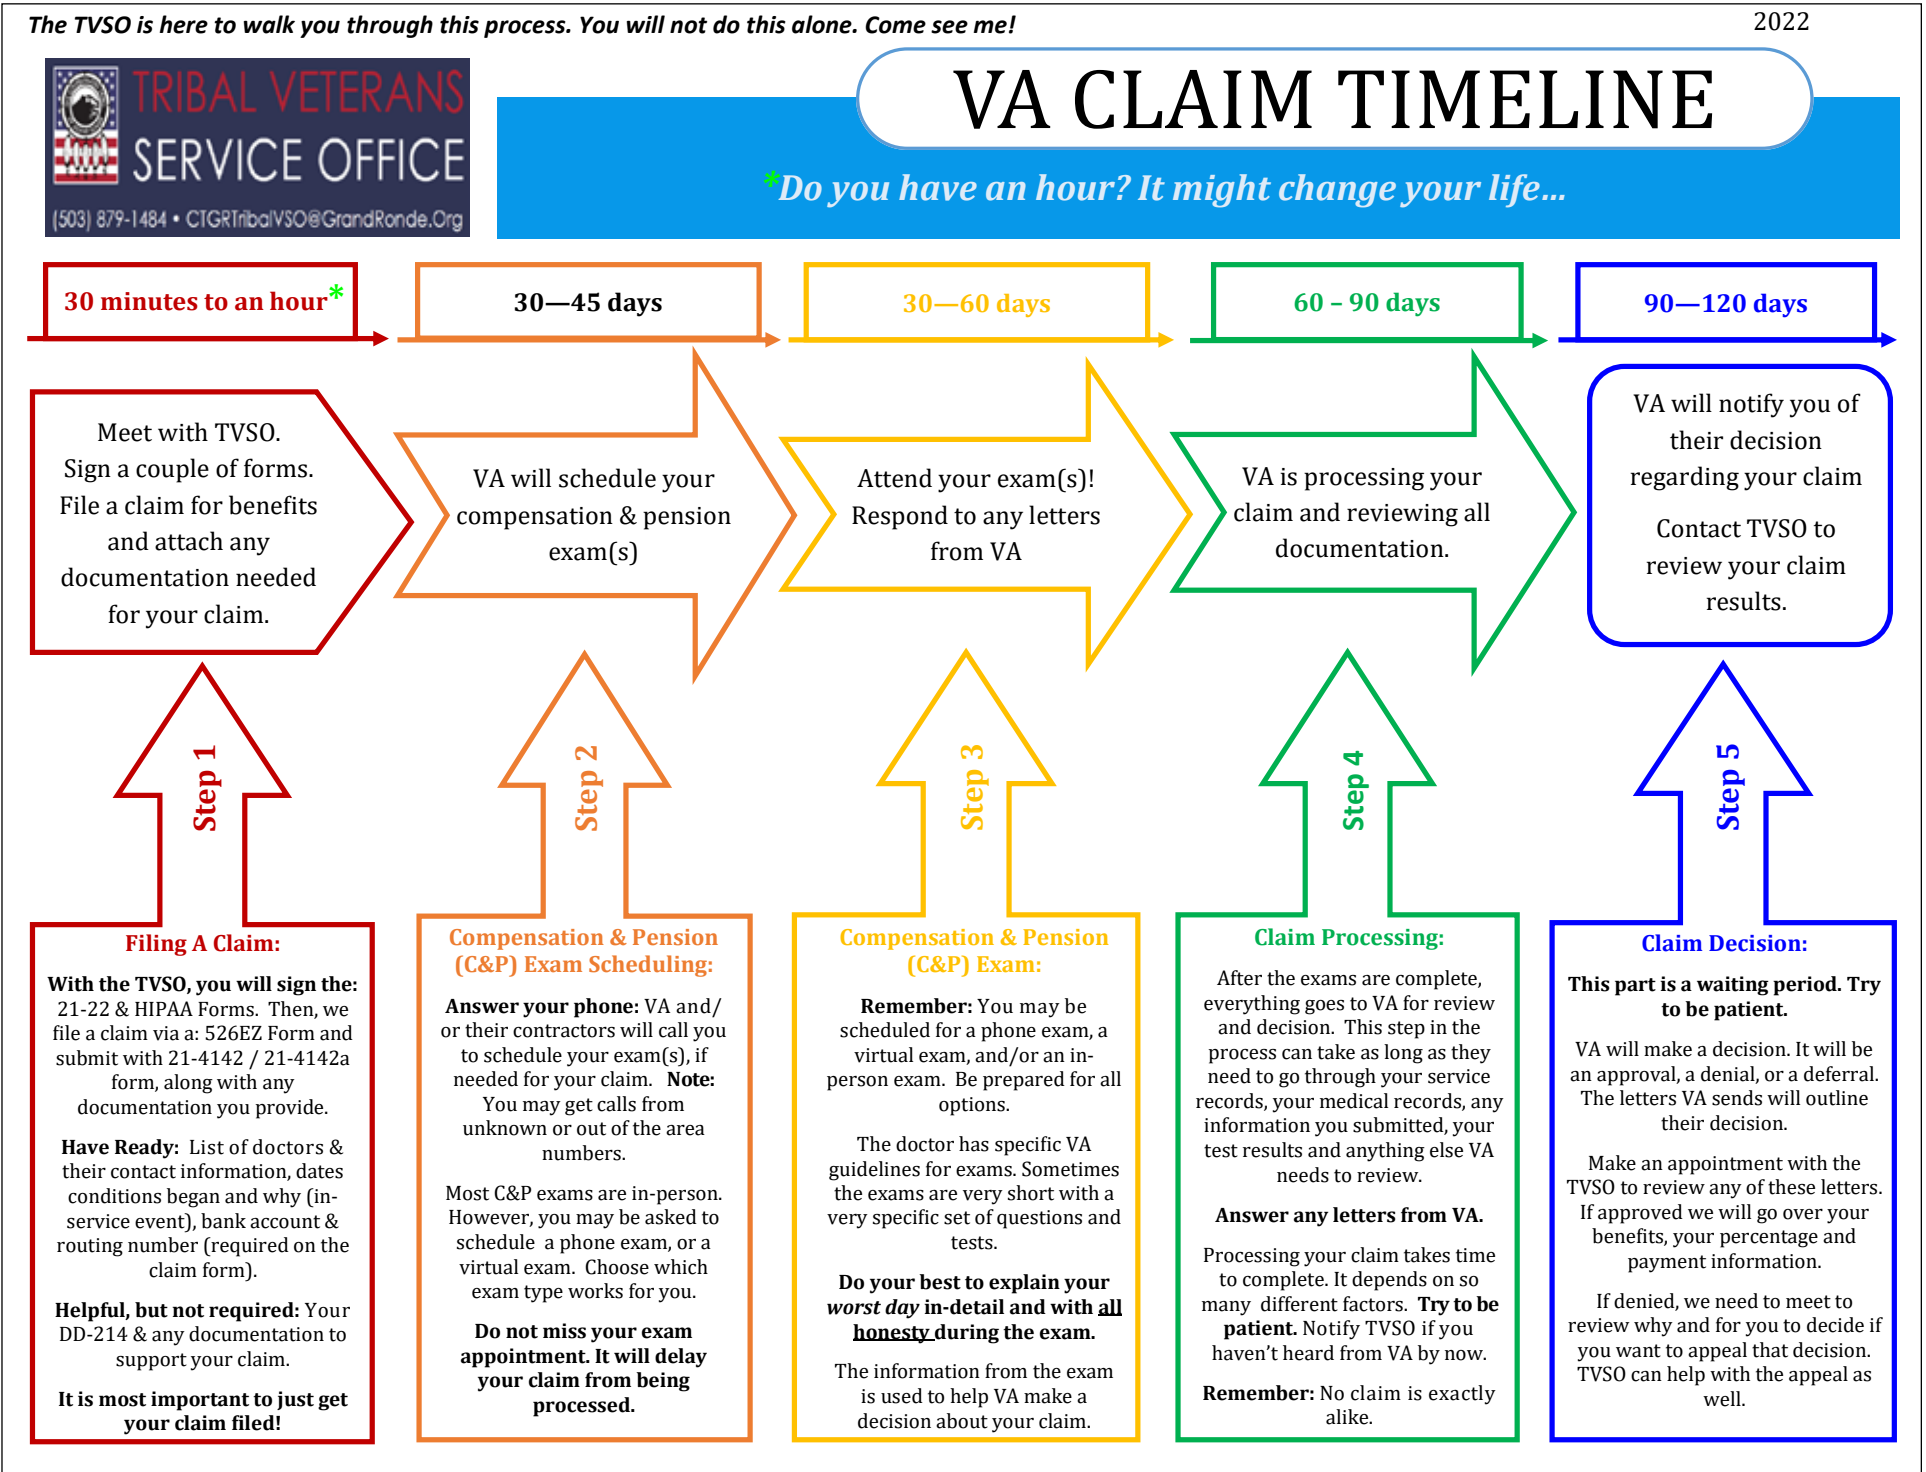 The TVSO is here to walk you through this process. You will not do this alone. Come see me!
2022
TRIBAL VETERANS
SERVICE OFFICE
(503) 879-1484 • CTGRTribalVSO@GrandRonde.Org
VA CLAIM TIMELINE
*Do you have an hour? It might change your life...
30 minutes to an hour*
30—45 days
30—60 days
60 – 90 days
90—120 days
Meet with TVSO.
Sign a couple of forms.
File a claim for benefits
and attach any
documentation needed
for your claim.
VA will schedule your
compensation & pension
exam(s)
Attend your exam(s)!
Respond to any letters
from VA
VA is processing your
claim and reviewing all
documentation.
VA will notify you of
their decision
regarding your claim
Contact TVSO to
review your claim
results.
Step 1
Step 2
Step 3
Step 4
Step 5
Filing A Claim:
With the TVSO, you will sign the:
21-22 & HIPAA Forms. Then, we
file a claim via a: 526EZ Form and
submit with 21-4142 / 21-4142a
form, along with any
documentation you provide.
Have Ready: List of doctors &
their contact information, dates
conditions began and why (in-
service event), bank account &
routing number (required on the
claim form).
Helpful, but not required: Your
DD-214 & any documentation to
support your claim.
It is most important to just get
your claim filed!
Compensation & Pension
(C&P) Exam Scheduling:
Answer your phone: VA and/
or their contractors will call you
to schedule your exam(s), if
needed for your claim. Note:
You may get calls from
unknown or out of the area
numbers.
Most C&P exams are in-person.
However, you may be asked to
schedule a phone exam, or a
virtual exam. Choose which
exam type works for you.
Do not miss your exam
appointment. It will delay
your claim from being
processed.
Compensation & Pension
(C&P) Exam:
Remember: You may be
scheduled for a phone exam, a
virtual exam, and/or an in-
person exam. Be prepared for all
options.
The doctor has specific VA
guidelines for exams. Sometimes
the exams are very short with a
very specific set of questions and
tests.
Do your best to explain your
worst day in-detail and with all
honesty during the exam.
The information from the exam
is used to help VA make a
decision about your claim.
Claim Processing:
After the exams are complete,
everything goes to VA for review
and decision. This step in the
process can take as long as they
need to go through your service
records, your medical records, any
information you submitted, your
test results and anything else VA
needs to review.
Answer any letters from VA.
Processing your claim takes time
to complete. It depends on so
many different factors. Try to be
patient. Notify TVSO if you
haven't heard from VA by now.
Remember: No claim is exactly
alike.
Claim Decision:
This part is a waiting period. Try
to be patient.
VA will make a decision. It will be
an approval, a denial, or a deferral.
The letters VA sends will outline
their decision.
Make an appointment with the
TVSO to review any of these letters.
If approved we will go over your
benefits, your percentage and
payment information.
If denied, we need to meet to
review why and for you to decide if
you want to appeal that decision.
TVSO can help with the appeal as
well.